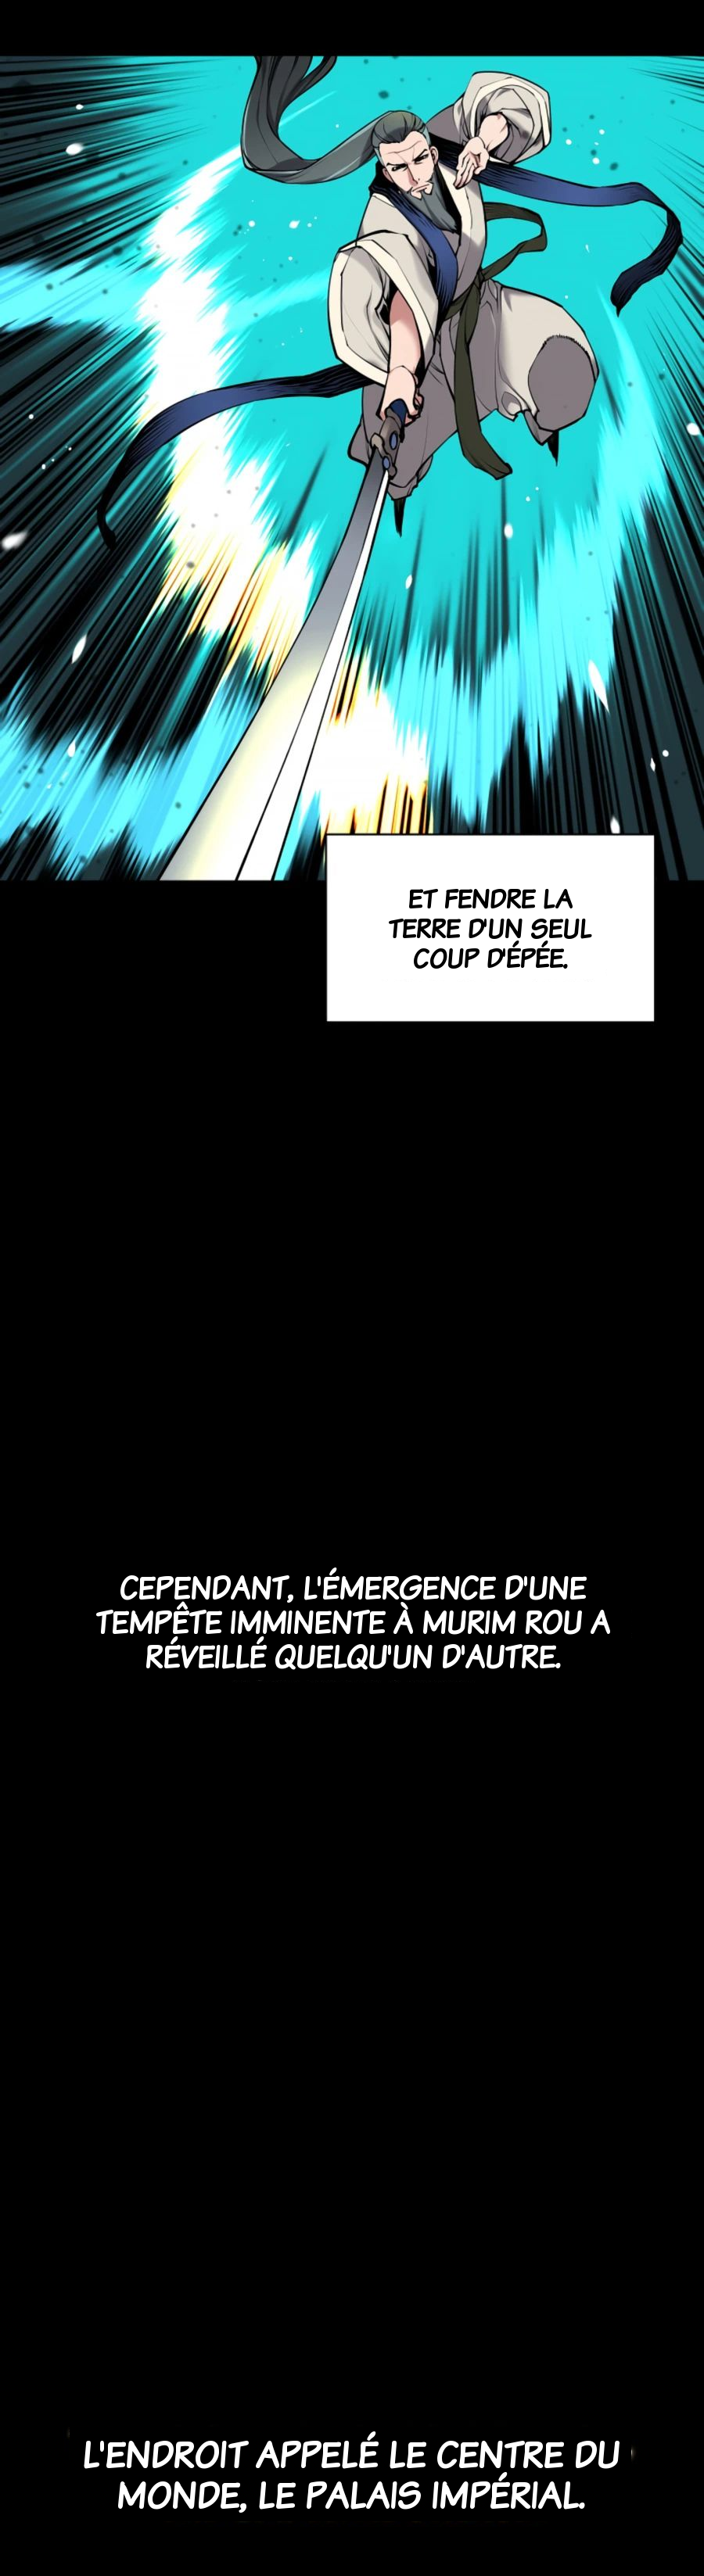 ET FENDRE LA
TERRE D'UN SEUL
COUP D'ÉPÉE.
CEPENDANT, L'ÉMERGENCE D'UNE
TEMPÊTE IMMINENTE À MURIM ROU A
RÉVEILLÉ QUELQU'UN D'AUTRE.
L'ENDROIT APPELÉ LE CENTRE DU
MONDE, LE PALAIS IMPÉRIAL.